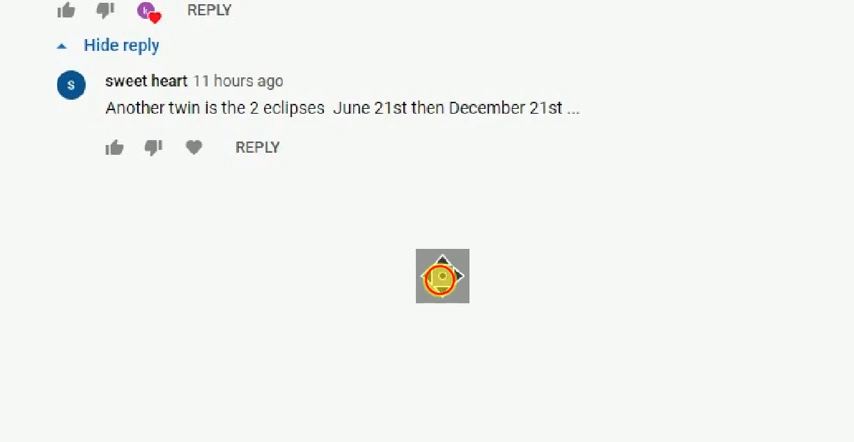 REPLY
Hide reply
sweet heart 11 hours ago
Another twin is the 2 eclipses June 21st then December 21st ...
REPLY